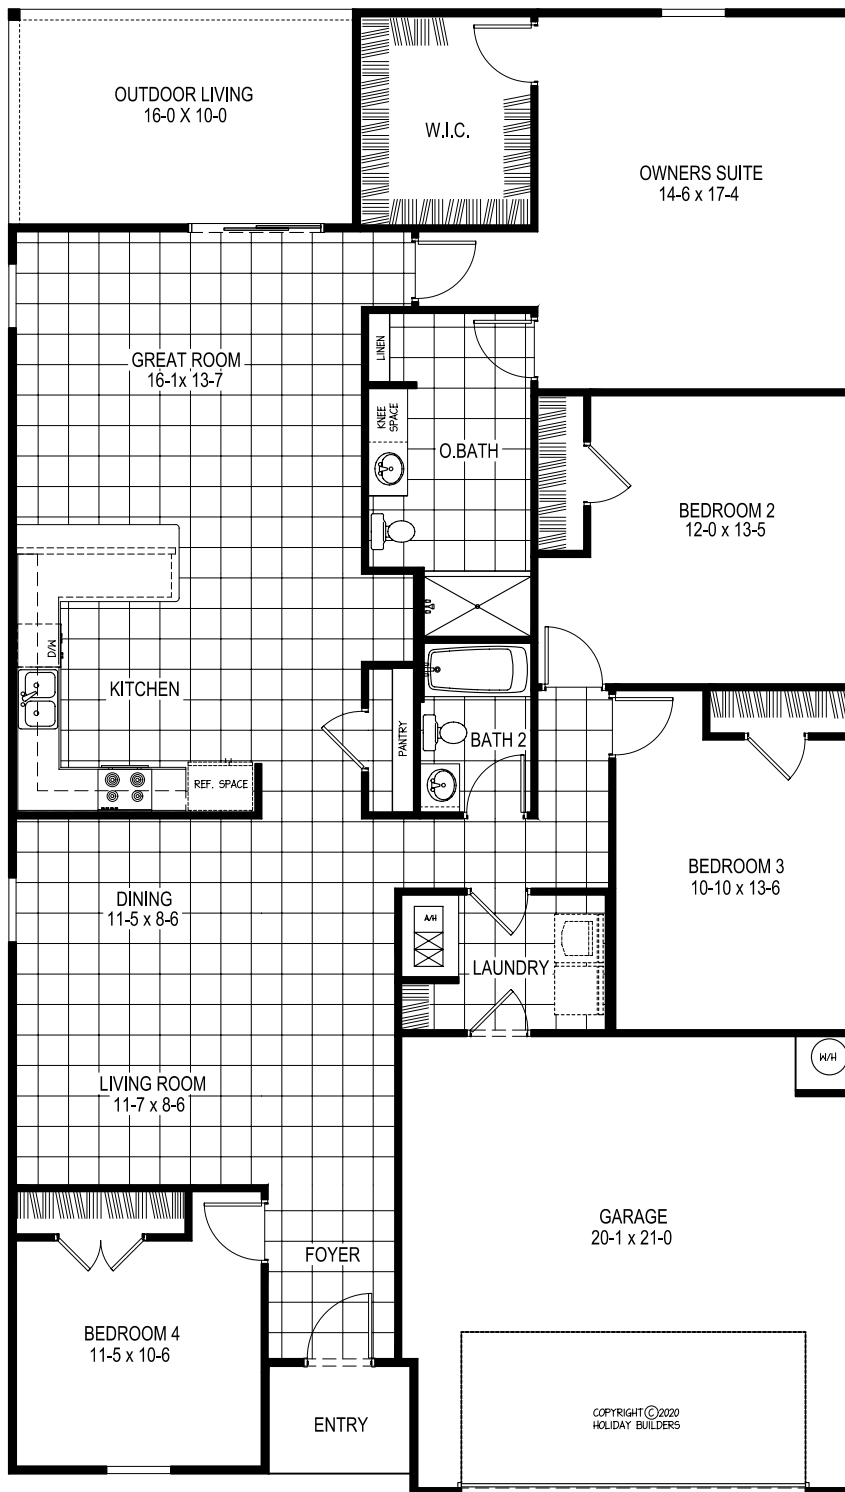 OUTDOOR LIVING
16-0 X 10-0
W.I.C.
OWNERS SUITE
14-6 x 17-4
GREAT ROOM
16-1x 13-7
LINEN
KNEE
SPACE
O.BATH
BEDROOM 2
12-0 x 13-5
D/W
KITCHEN
PANTRY
BATH 2
REF. SPACE
BEDROOM 3
10-10 x 13-6
DINING
11-5 x 8-6
A/H
LAUNDRY
W/H
LIVING ROOM
11-7 x 8-6
GARAGE
20-1 x 21-0
FOYER
BEDROOM 4
11-5 x 10-6
ENTRY
COPYRIGHT©2020
HOLIDAY BUILDERS